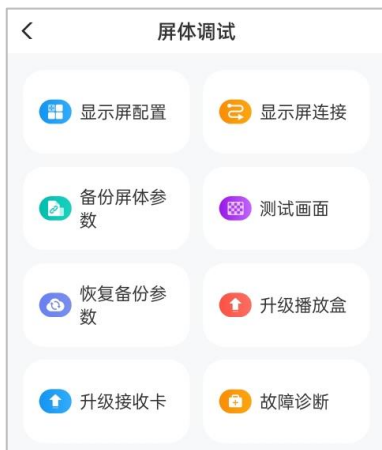 屏体调试
显示屏配置
显示屏连接
备份屏体参
数
测试画面
恢复备份参
数
升级播放盒
升级接收卡
故障诊断